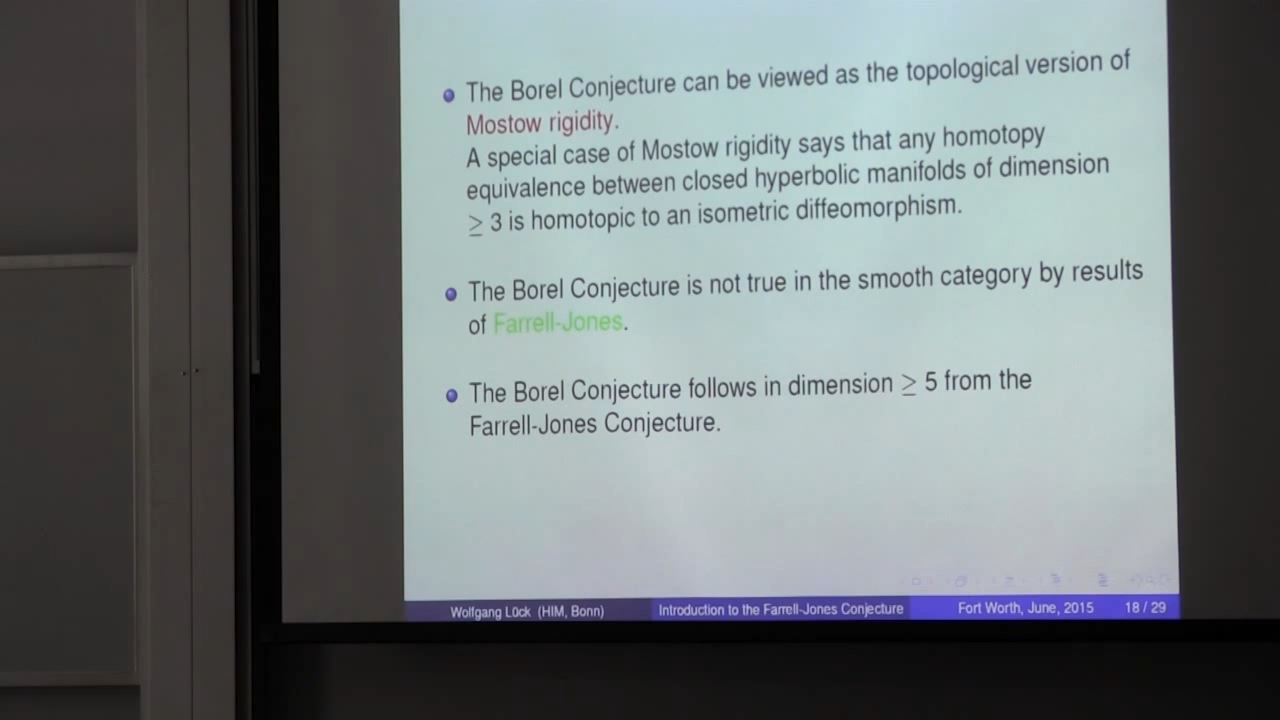 The Borel Conjecture can be viewed as the topological version of
Mostow rigidity.
A special case of Mostow rigidity says that any homotopy
equivalence between closed hyperbolic manifolds of dimension
≥ 3 is homotopic to an isometric diffeomorphism.
The Borel Conjecture is not true in the smooth category by results
of Farrell-Jones.
The Borel Conjecture follows in dimension ≥ 5 from the
Farrell-Jones Conjecture.
Wolfgang Lück (HIM, Bonn) Introduction to the Farrell-Jones Conjecture Fort Worth, June, 2015 18 / 29